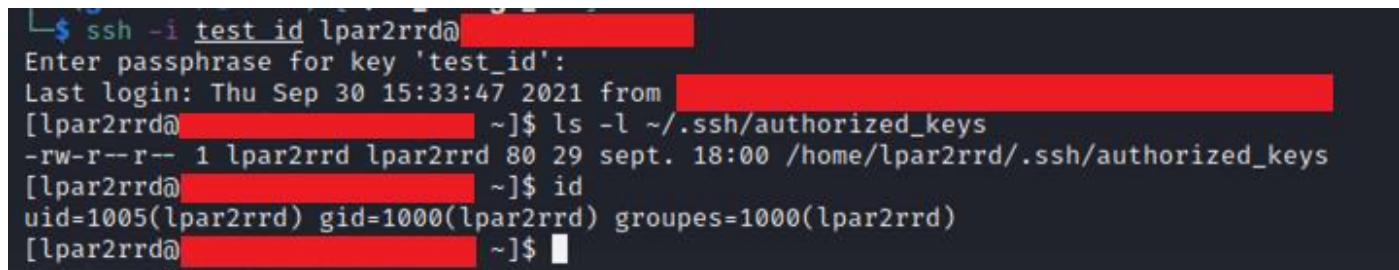 $ ssh -i test_id lpar2rrd@
Enter passphrase for key 'test_id':
Last login: Thu Sep 30 15:33:47 2021 from
[lpar2rrd@ ~]$ ls -l ~/.ssh/authorized_keys
-rw-r--r-- 1 lpar2rrd lpar2rrd 80 29 sept. 18:00 /home/lpar2rrd/.ssh/authorized_keys
[lpar2rrd@ ~]$ id
uid=1005(lpar2rrd) gid=1000(lpar2rrd) groupes=1000(lpar2rrd)
[lpar2rrd@ ~]$